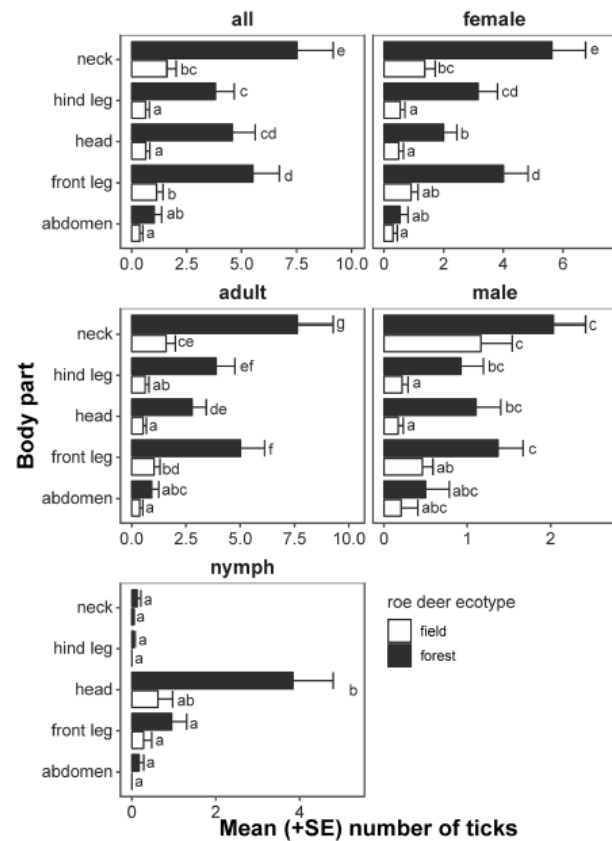 all
neck
hind leg
head
front leg
abdomen
e
bc
c
a
cd
a
d
b
ab
a
0.0 2.5 5.0 7.5 10.0
female
e
bc
cd
a
b
a
d
ab
ab
a
0 2 4 6
adult
neck
hind leg
head
front leg
abdomen
g
ce
ef
ab
de
a
f
bd
abc
a
0.0 2.5 5.0 7.5 10.0
male
c
c
bc
a
bc
a
c
ab
abc
abc
0 1 2
nymph
neck
hind leg
head
front leg
abdomen
a
a
a
a
b
ab
a
a
a
a
0 2 4
roe deer ecotype
field
forest
Body part
Mean (+SE) number of ticks